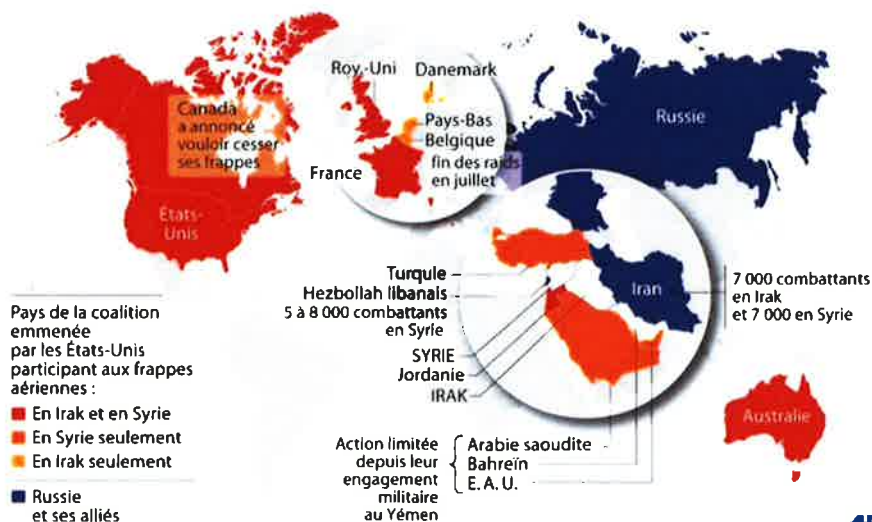 Roy.-Uni
Danemark
Canada
a annoncé
vouloir cesser
ses frappes
Pays-Bas
Belgique
fin des raids
en juillet
France
Russie
États-
Unis
Turquie
Hezbollah libanais
5 à 8 000 combattants
en Syrie
SYRIE
Jordanie
IRAK
Iran
7 000 combattants
en Irak
et 7 000 en Syrie
Pays de la coalition
emmenée
par les États-Unis
participant aux frappes
aériennes :
En Irak et en Syrie
En Syrie seulement
En Irak seulement
Russie
et ses alliés
Action limitée
depuis leur
engagement
militaire
au Yémen
Arabie saoudite
Bahreïn
E. A. U.
Australie